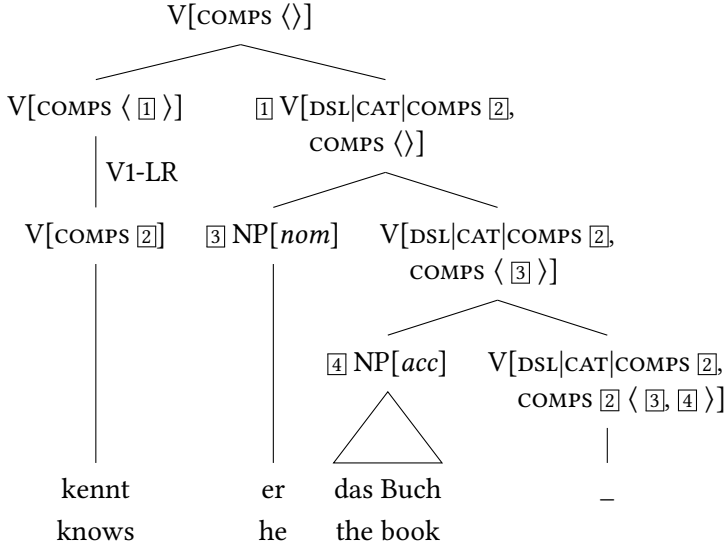 V[COMPS ⟨⟩]
V[COMPS ⟨ 1 ⟩] 1 V[DSL|CAT|COMPS 2,
COMPS ⟨⟩]
V1-LR
V[COMPS 2] 3 NP[nom] V[DSL|CAT|COMPS 2,
COMPS ⟨ 3 ⟩]
4 NP[acc] V[DSL|CAT|COMPS 2,
COMPS 2 ⟨ 3, 4 ⟩]
kennt er das Buch _
knows he the book